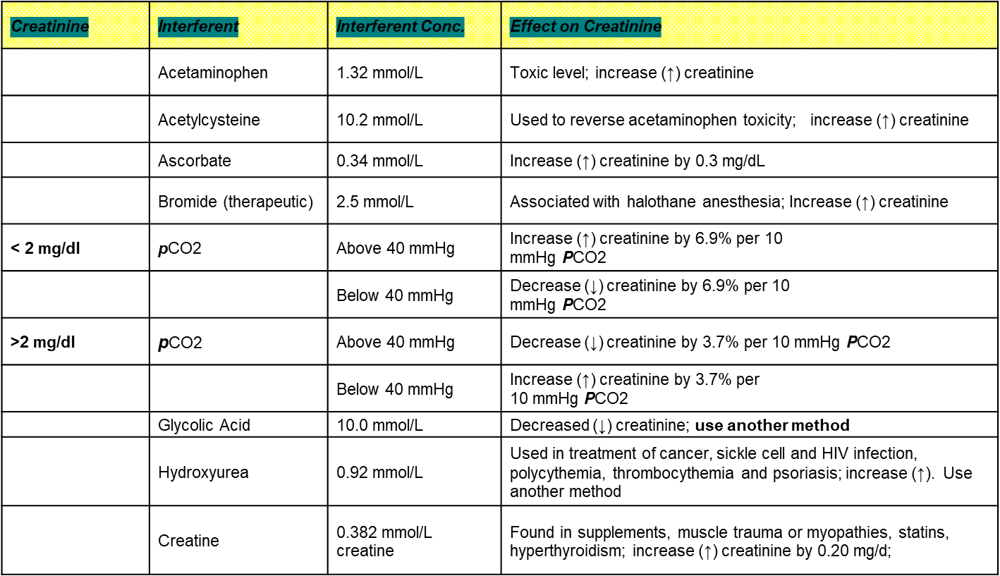 Creatinine Interferent Interferent Conc. Effect on Creatinine
Acetaminophen 1.32 mmol/L Toxic level; increase (↑) creatinine
Acetylcysteine 10.2 mmol/L Used to reverse acetaminophen toxicity; increase (↑) creatinine
Ascorbate 0.34 mmol/L Increase (↑) creatinine by 0.3 mg/dL
Bromide (therapeutic) 2.5 mmol/L Associated with halothane anesthesia; Increase (↑) creatinine
< 2 mg/dl pCO2 Above 40 mmHg Increase (↑) creatinine by 6.9% per 10
mmHg PCO2
Below 40 mmHg Decrease (↓) creatinine by 6.9% per 10
mmHg PCO2
>2 mg/dl pCO2 Above 40 mmHg Decrease (↓) creatinine by 3.7% per 10 mmHg PCO2
Below 40 mmHg Increase (↑) creatinine by 3.7% per
10 mmHg PCO2
Glycolic Acid 10.0 mmol/L Decreased (↓) creatinine; use another method
Hydroxyurea 0.92 mmol/L Used in treatment of cancer, sickle cell and HIV infection,
polycythemia, thrombocythemia and psoriasis; increase (↑). Use
another method
Creatine 0.382 mmol/L
creatine Found in supplements, muscle trauma or myopathies, statins,
hyperthyroidism; increase (↑) creatinine by 0.20 mg/d;